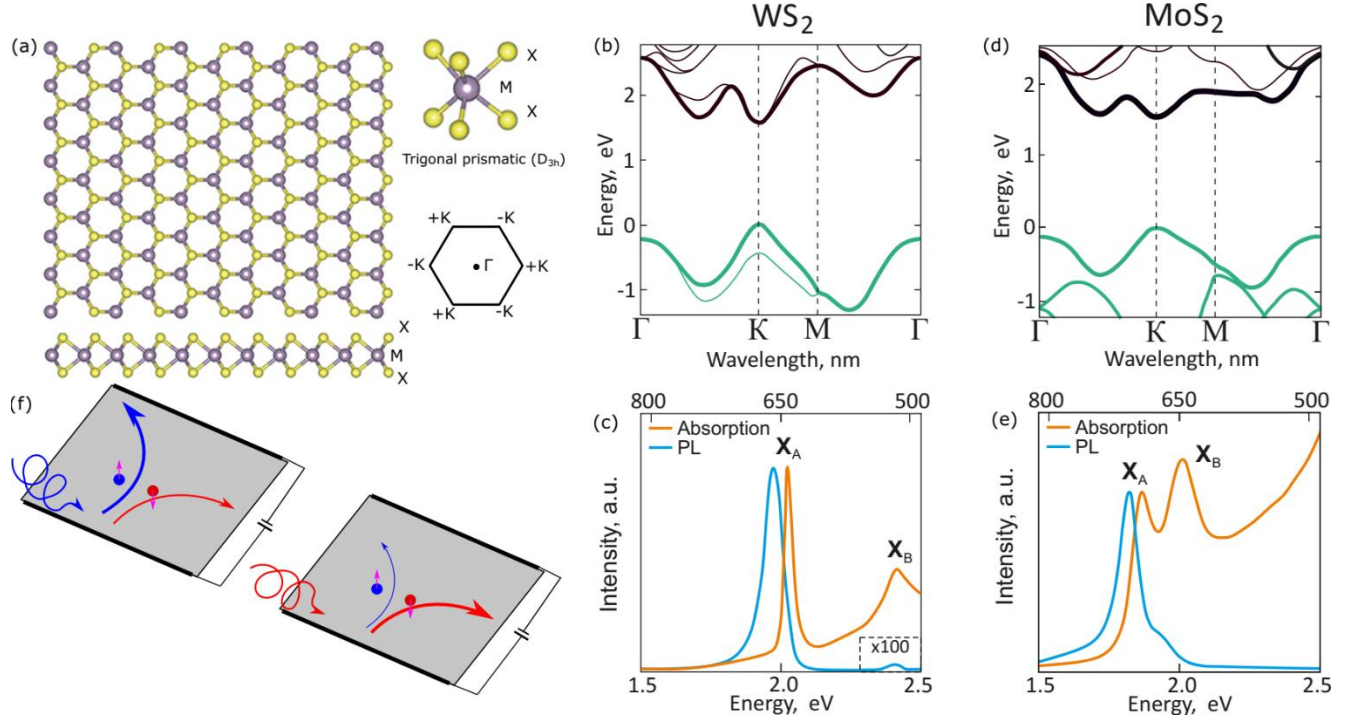 WS2
MoS2
(a)
X
M
X
Trigonal prismatic (D3h)
+K
-K
-K
Γ
+K
+K
-K
X
M
X
(b)
Energy, eV
2
1
0
-1
Γ
K
M
Γ
Wavelength, nm
(d)
Energy, eV
2
1
0
-1
Γ
K
M
Γ
Wavelength, nm
(c)
800
650
500
Absorption
PL
XA
XB
x100
Intensity, a.u.
1.5
2.0
2.5
Energy, eV
(e)
800
650
500
Absorption
PL
XA
XB
Intensity, a.u.
1.5
2.0
2.5
Energy, eV
(f)